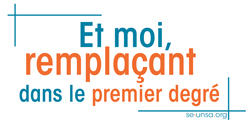 Et moi,
remplaçant
dans le premier degré
se-unsa.org